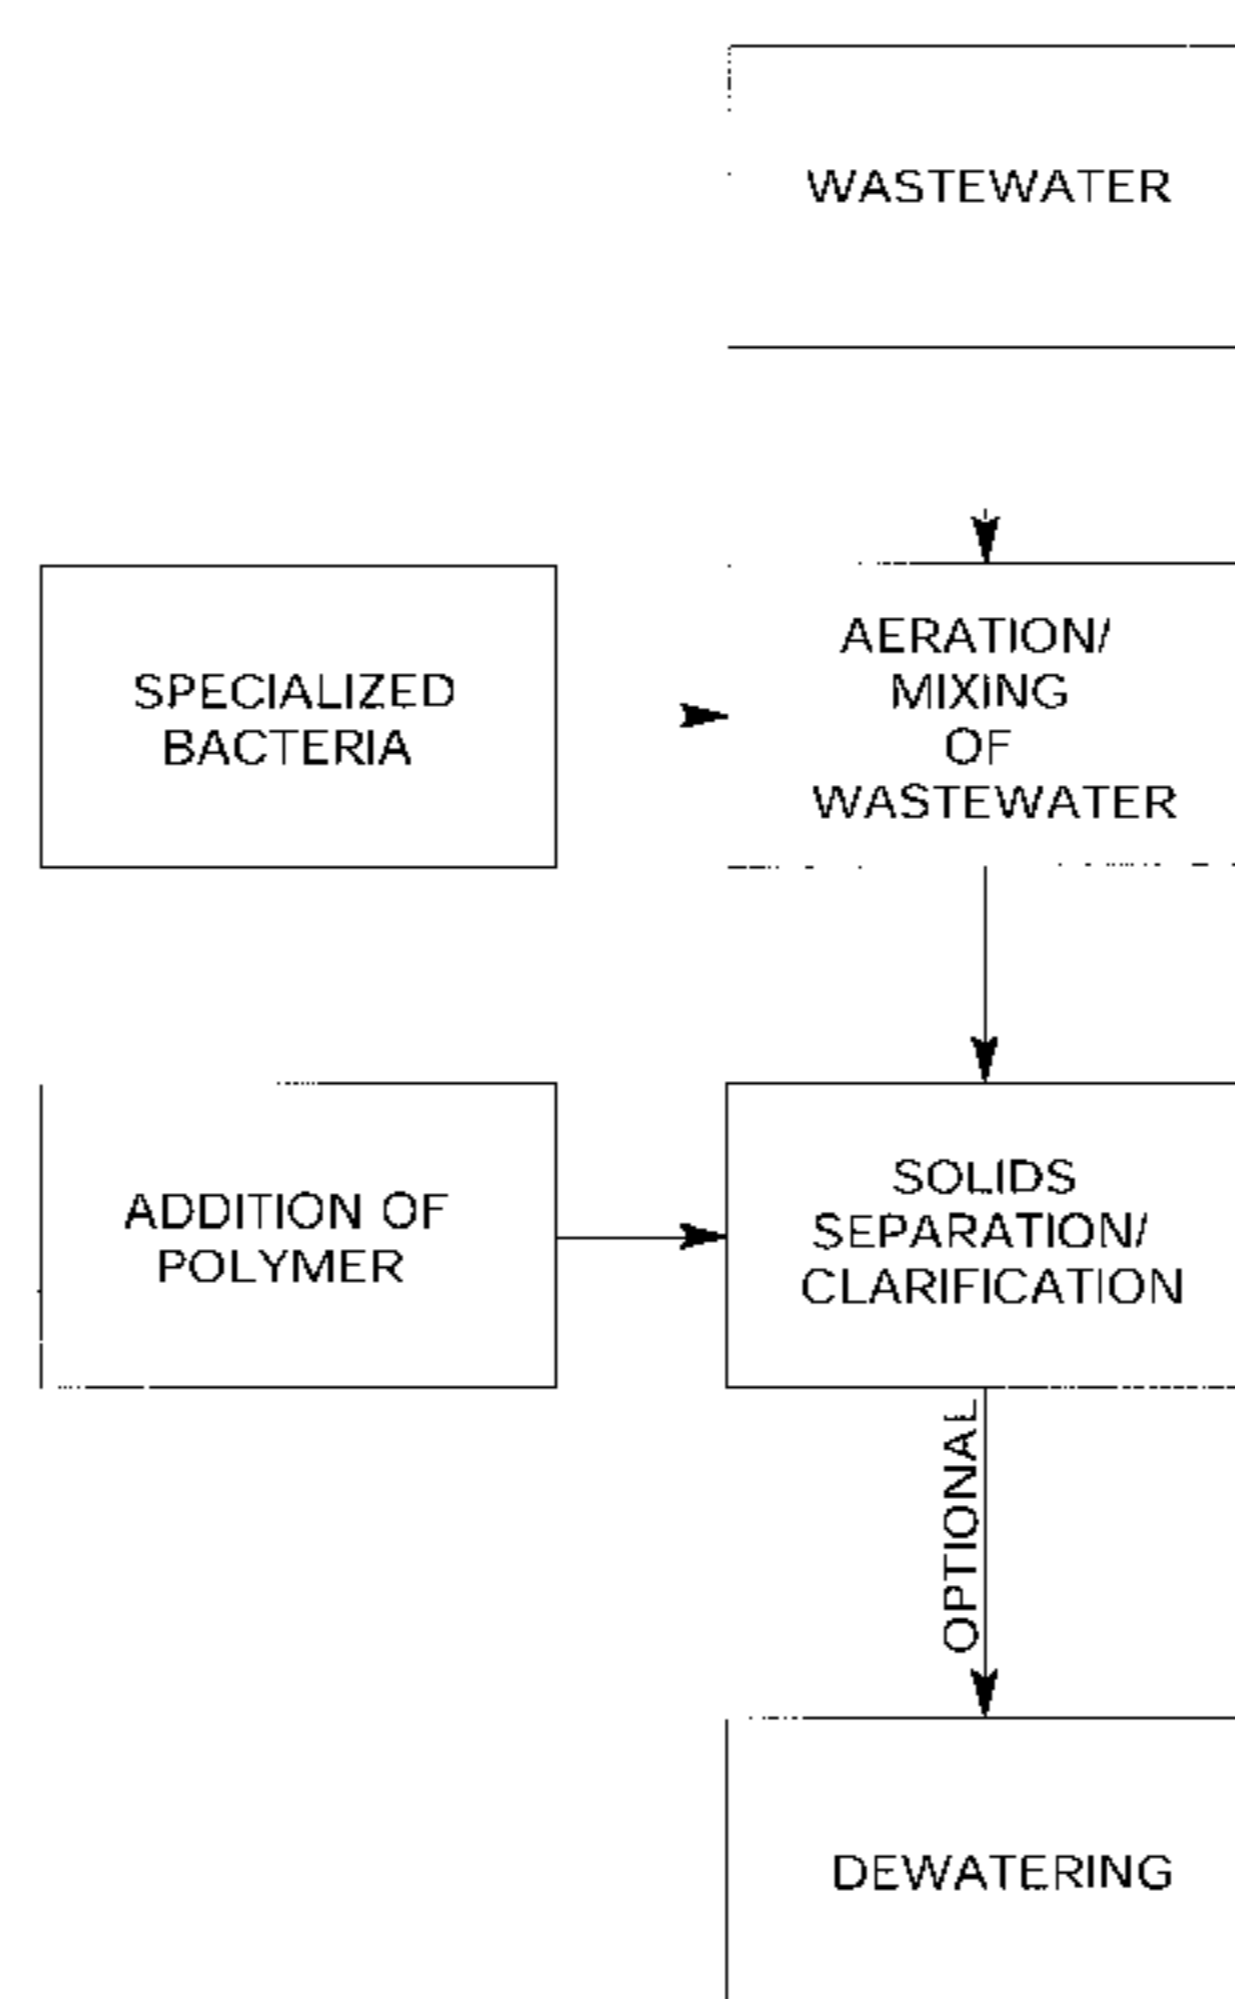 WASTEWATER
SPECIALIZED
BACTERIA
AERATION/
MIXING
OF
WASTEWATER
ADDITION OF
POLYMER
SOLIDS
SEPARATION/
CLARIFICATION
OPTIONAL
DEWATERING